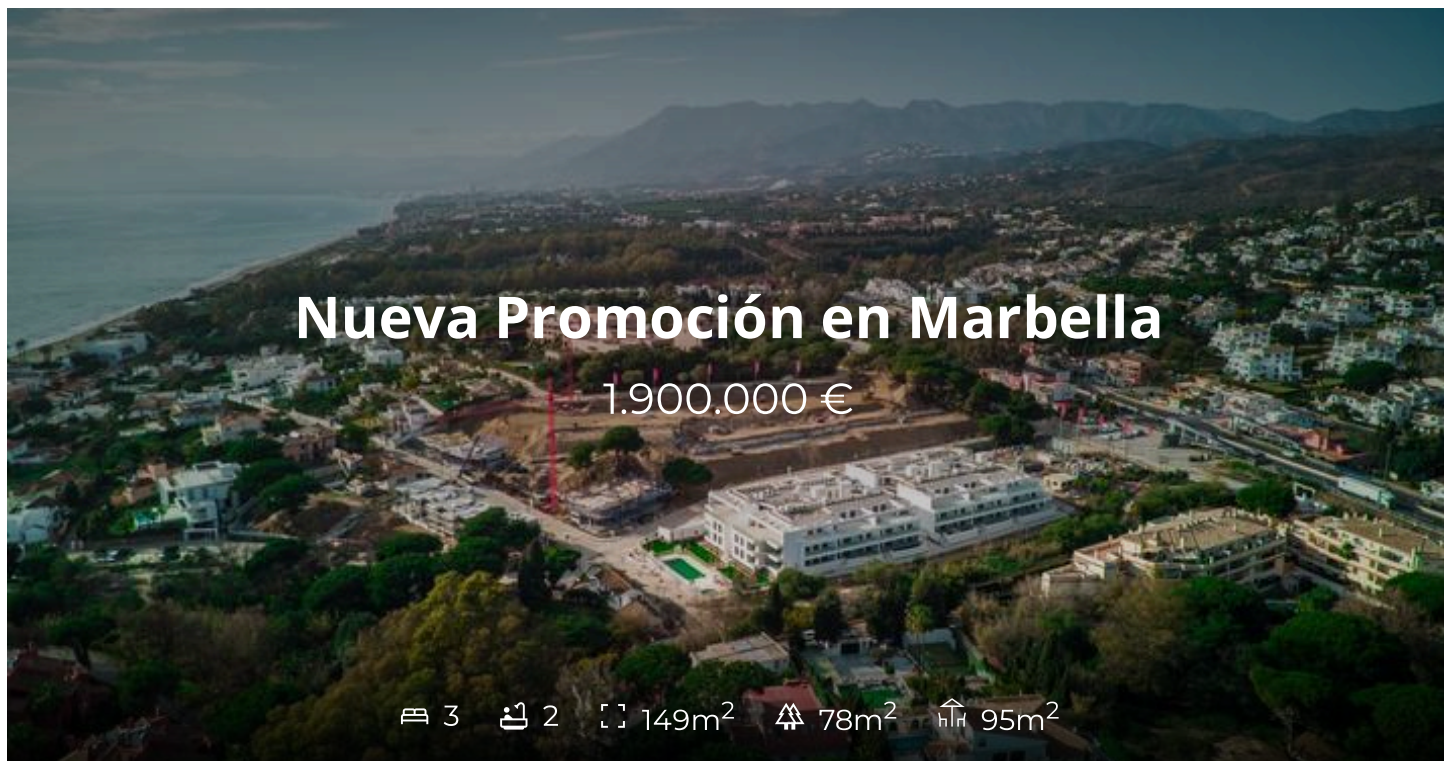 Nueva Promoción en Marbella
1.900.000 €
3 2 149m² 78m² 95m²